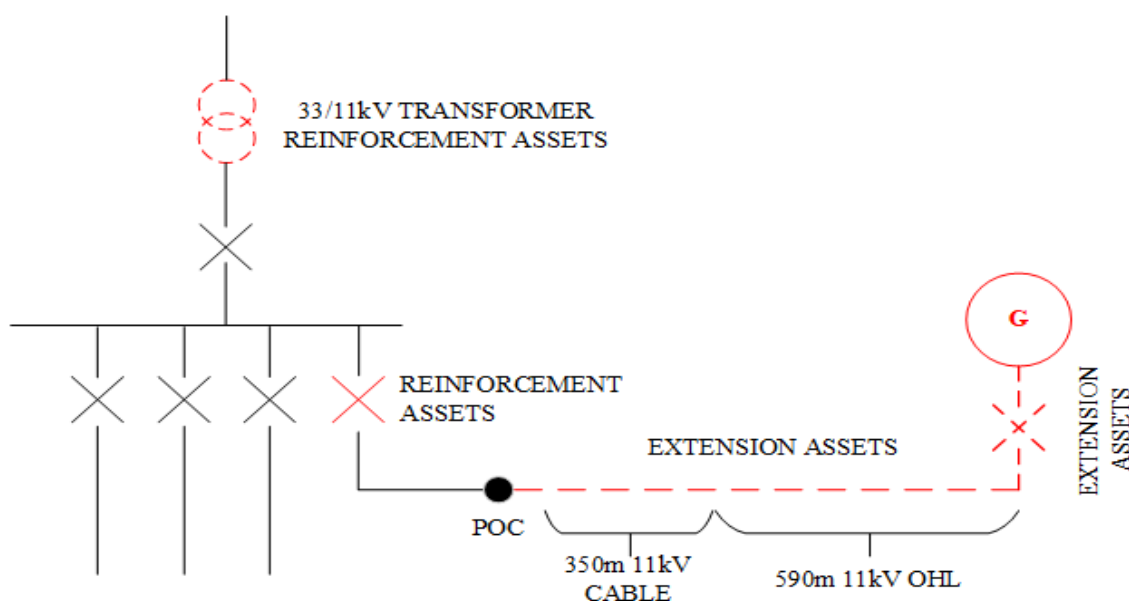 33/11kV TRANSFORMER
REINFORCEMENT ASSETS
G
REINFORCEMENT
ASSETS
EXTENSION ASSETS
EXTENSION
ASSETS
POC
350m 11kV
CABLE
590m 11kV OHL